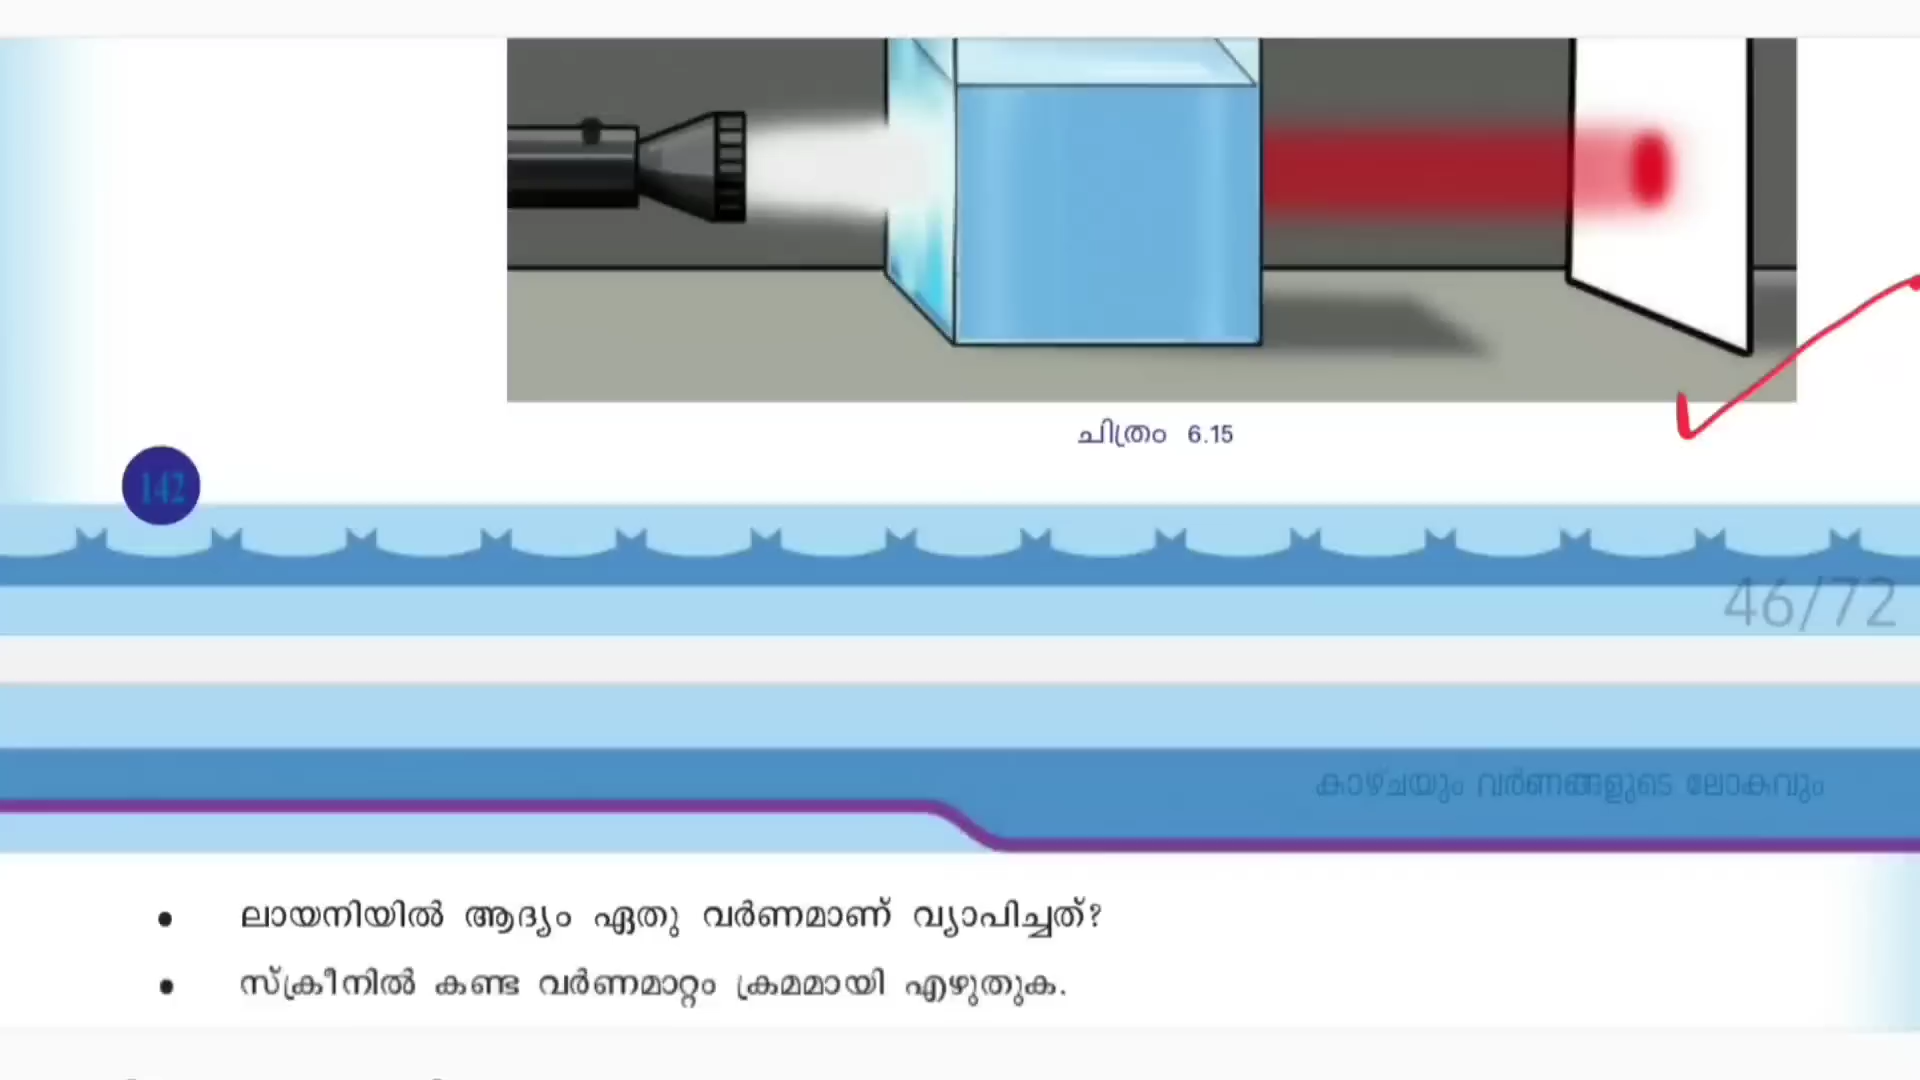 ചിത്രം 6.15
142
46/72
കാഴ്ചയും വർണങ്ങളുടെ ലോകവും
• ലായനിയിൽ ആദ്യം ഏതു വർണമാണ് വ്യാപിച്ചത്?
• സ്ക്രീനിൽ കണ്ട വർണമാറ്റം ക്രമമായി എഴുതുക.